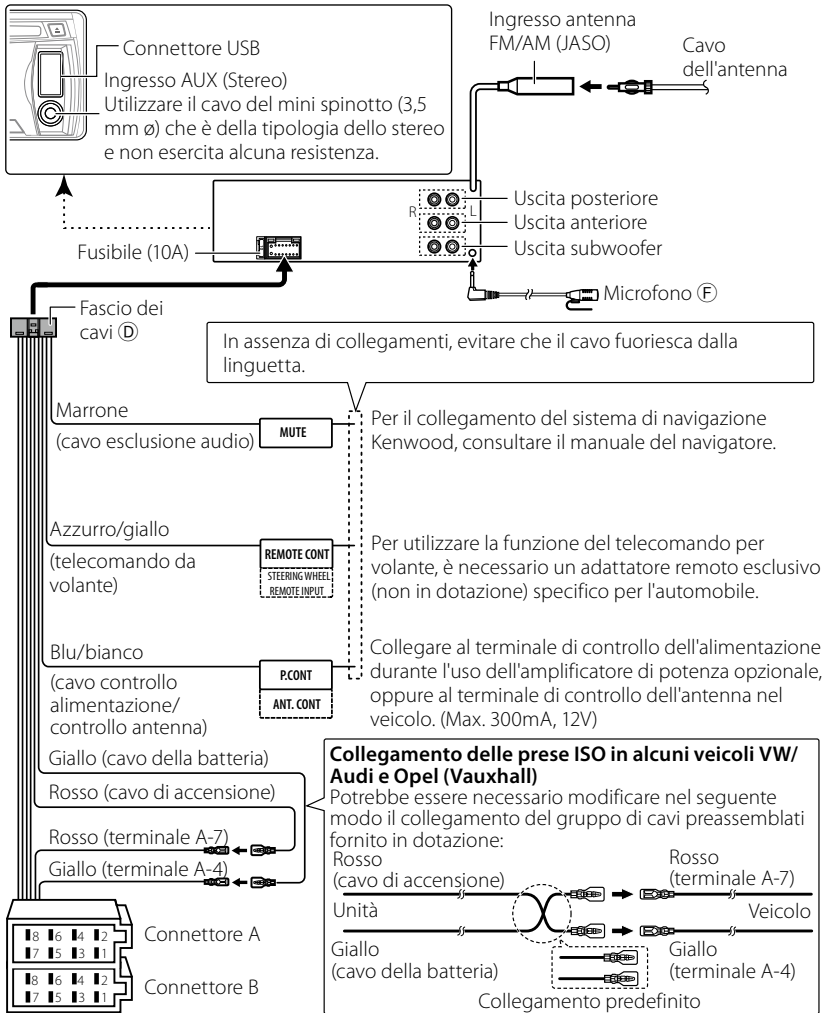 Connettore USB
Ingresso AUX (Stereo)
Utilizzare il cavo del mini spinotto (3,5
mm ø) che è della tipologia dello stereo
e non esercita alcuna resistenza.
Ingresso antenna
FM/AM (JASO)
Cavo
dell'antenna
R
L
Uscita posteriore
Uscita anteriore
Uscita subwoofer
Fusibile (10A)
Microfono Ⓕ
Fascio dei
cavi Ⓓ
In assenza di collegamenti, evitare che il cavo fuoriesca dalla
linguetta.
Marrone
(cavo esclusione audio)
MUTE
Per il collegamento del sistema di navigazione
Kenwood, consultare il manuale del navigatore.
Azzurro/giallo
(telecomando da
volante)
REMOTE CONT
STEERING WHEEL
REMOTE INPUT
Per utilizzare la funzione del telecomando per
volante, è necessario un adattatore remoto esclusivo
(non in dotazione) specifico per l'automobile.
Blu/bianco
(cavo controllo
alimentazione/
controllo antenna)
P.CONT
ANT. CONT
Collegare al terminale di controllo dell'alimentazione
durante l'uso dell'amplificatore di potenza opzionale,
oppure al terminale di controllo dell'antenna nel
veicolo. (Max. 300mA, 12V)
Giallo (cavo della batteria)
Rosso (cavo di accensione)
Rosso (terminale A-7)
Giallo (terminale A-4)
8 6 4 2
7 5 3 1
Connettore A
8 6 4 2
7 5 3 1
Connettore B
Collegamento delle prese ISO in alcuni veicoli VW/
Audi e Opel (Vauxhall)
Potrebbe essere necessario modificare nel seguente
modo il collegamento del gruppo di cavi preassemblati
fornito in dotazione:
Rosso
(cavo di accensione)
Rosso
(terminale A-7)
Unità
Veicolo
Giallo
(cavo della batteria)
Giallo
(terminale A-4)
Collegamento predefinito